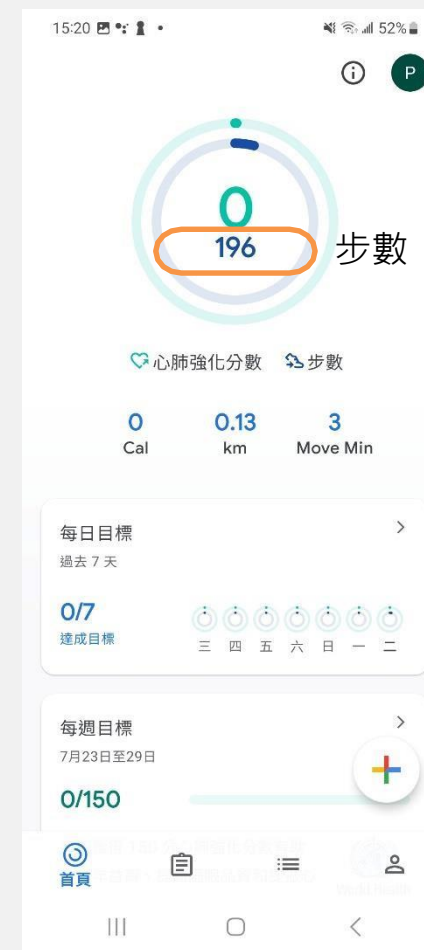 15:20
52%
P
0
196
步數
心肺強化分數 步數
0 0.13 3
Cal km Move Min
每日目標
過去 7 天
0/7
達成目標
三 四 五 六 日 一 二
每週目標
7月23日至29日
0/150
首頁